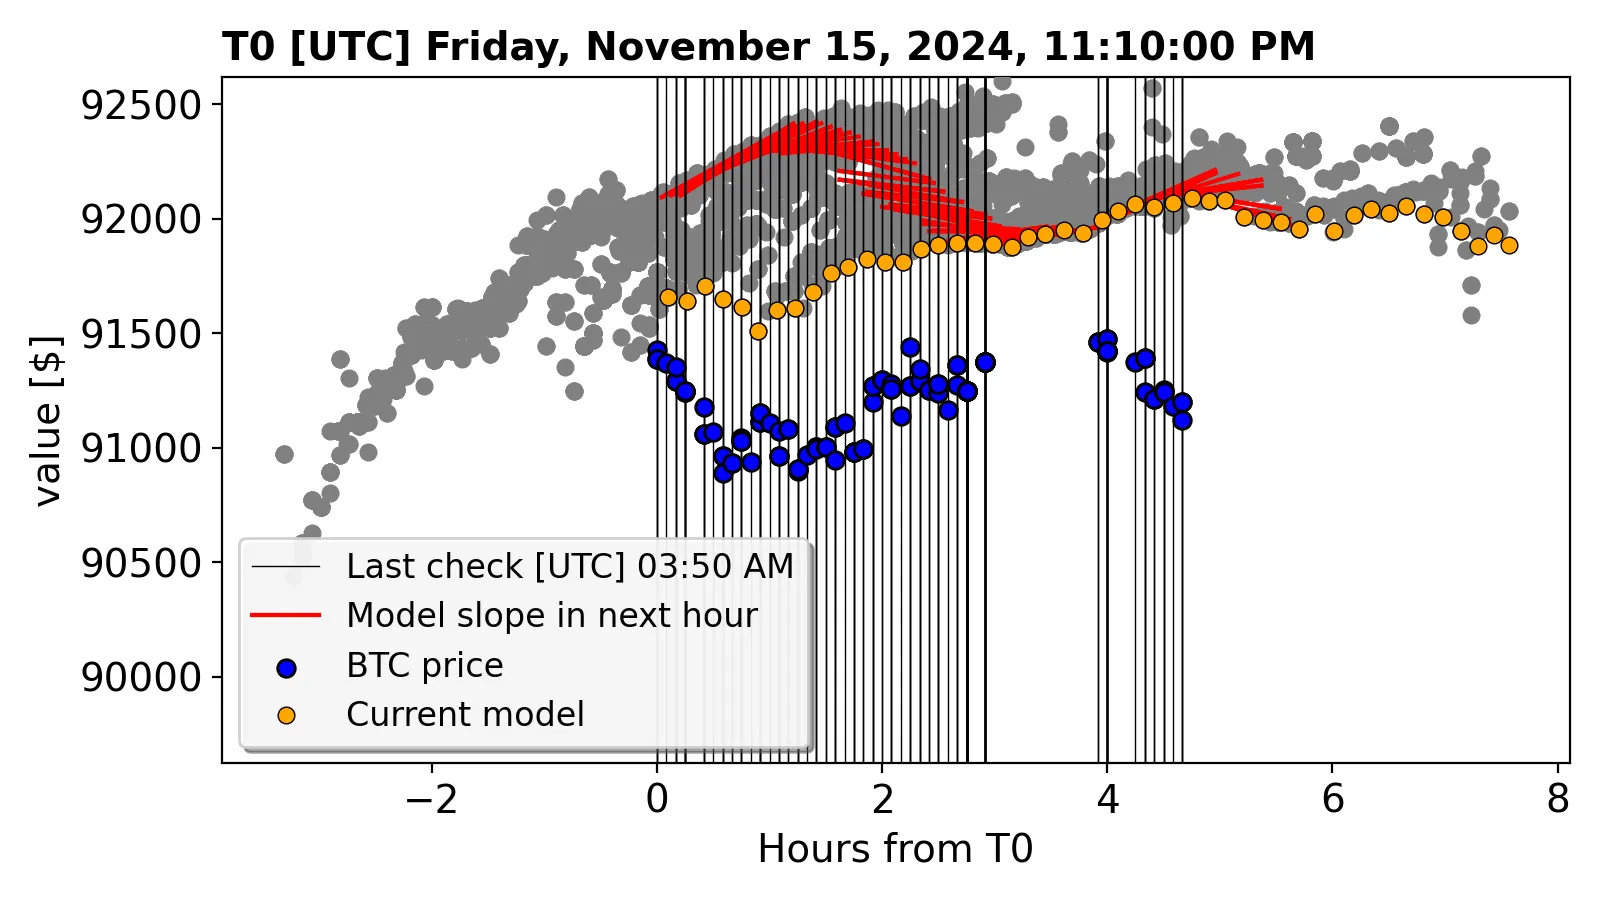 T0 [UTC] Friday, November 15, 2024, 11:10:00 PM
value [$]
92500
92000
91500
91000
90500
90000
Last check [UTC] 03:50 AM
Model slope in next hour
BTC price
Current model
−2 0 2 4 6 8
Hours from T0